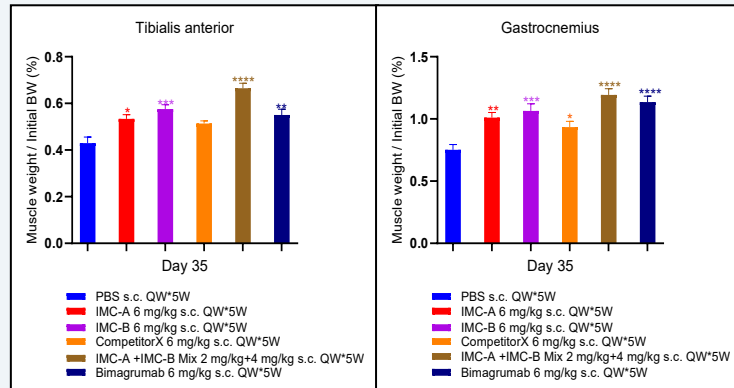 Tibialis anterior
Muscle weight / Initial BW (%)
0.8
0.6
0.4
0.2
0.0
*
***
****
**
Day 35
PBS s.c. QW*5W
IMC-A 6 mg/kg s.c. QW*5W
IMC-B 6 mg/kg s.c. QW*5W
CompetitorX 6 mg/kg s.c. QW*5W
IMC-A +IMC-B Mix 2 mg/kg+4 mg/kg s.c. QW*5W
Bimagrumab 6 mg/kg s.c. QW*5W
Gastrocnemius
Muscle weight / Initial BW (%)
1.5
1.0
0.5
0.0
**
***
*
****
****
Day 35
PBS s.c. QW*5W
IMC-A 6 mg/kg s.c. QW*5W
IMC-B 6 mg/kg s.c. QW*5W
CompetitorX 6 mg/kg s.c. QW*5W
IMC-A +IMC-B Mix 2 mg/kg+4 mg/kg s.c. QW*5W
Bimagrumab 6 mg/kg s.c. QW*5W